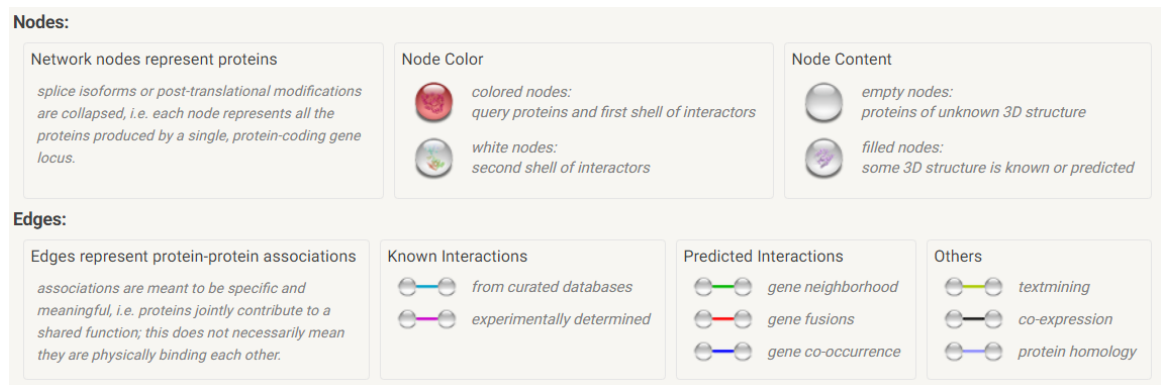 Nodes:
Network nodes represent proteins
splice isoforms or post-translational modifications
are collapsed, i.e. each node represents all the
proteins produced by a single, protein-coding gene
locus.
Node Color
colored nodes:
query proteins and first shell of interactors
white nodes:
second shell of interactors
Node Content
empty nodes:
proteins of unknown 3D structure
filled nodes:
some 3D structure is known or predicted
Edges:
Edges represent protein-protein associations
associations are meant to be specific and
meaningful, i.e. proteins jointly contribute to a
shared function; this does not necessarily mean
they are physically binding each other.
Known Interactions
from curated databases
experimentally determined
Predicted Interactions
gene neighborhood
gene fusions
gene co-occurrence
Others
textmining
co-expression
protein homology